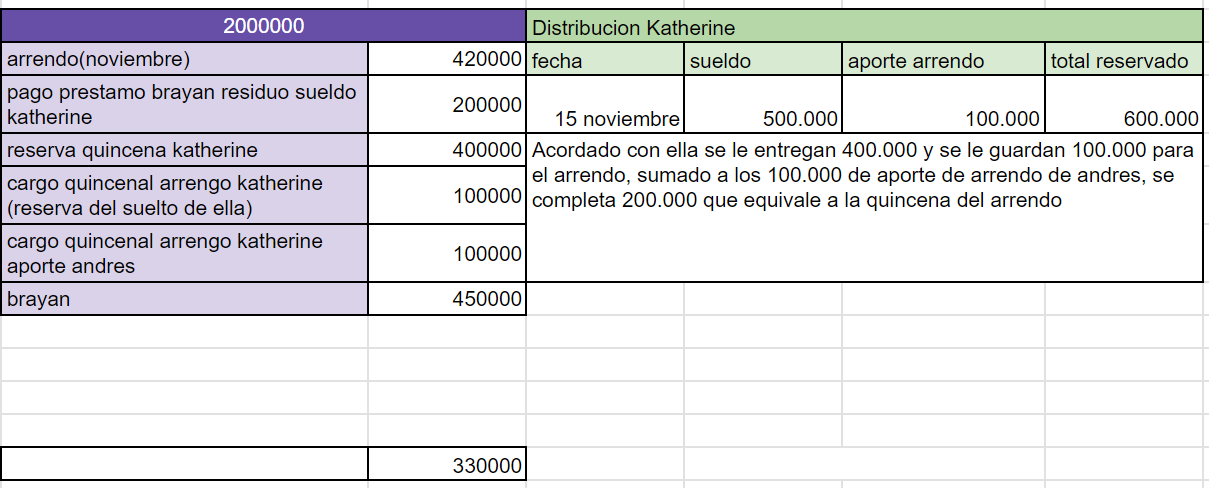 2000000
Distribucion Katherine
arrendo(noviembre) 420000
fecha sueldo aporte arrendo total reservado
pago prestamo brayan residuo sueldo
katherine
200000
15 noviembre 500.000 100.000 600.000
reserva quincena katherine 400000
Acordado con ella se le entregan 400.000 y se le guardan 100.000 para
el arrendo, sumado a los 100.000 de aporte de arrendo de andres, se
completa 200.000 que equivale a la quincena del arrendo
cargo quincenal arrengo katherine
(reserva del suelto de ella)
100000
cargo quincenal arrengo katherine
aporte andres
100000
brayan 450000
330000